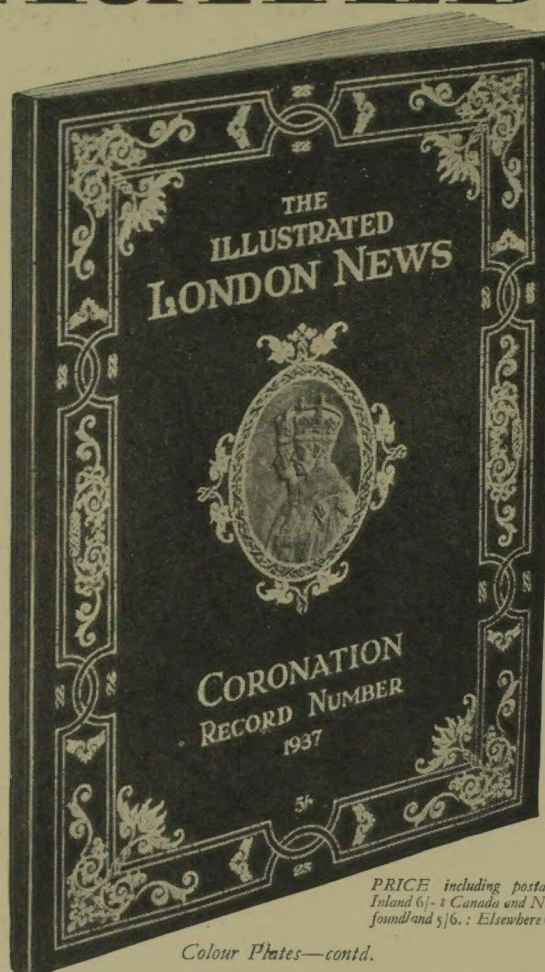 THE
ILLUSTRATED
LONDON NEWS
CORONATION
RECORD NUMBER
1937
5/-
PRICE including
Inland 6/- : Canada and
foundland 5/6. : Elsewhere
Colour Plates—contd.